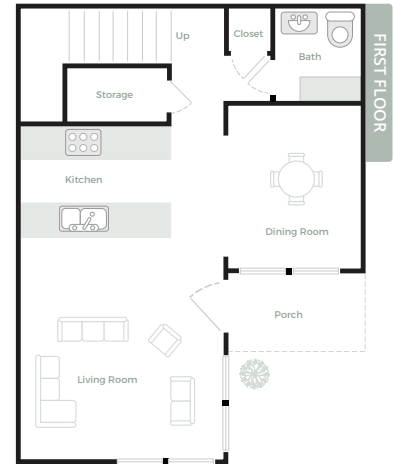 Up
Closet
Bath
FIRST FLOOR
Storage
Kitchen
Dining Room
Porch
Living Room